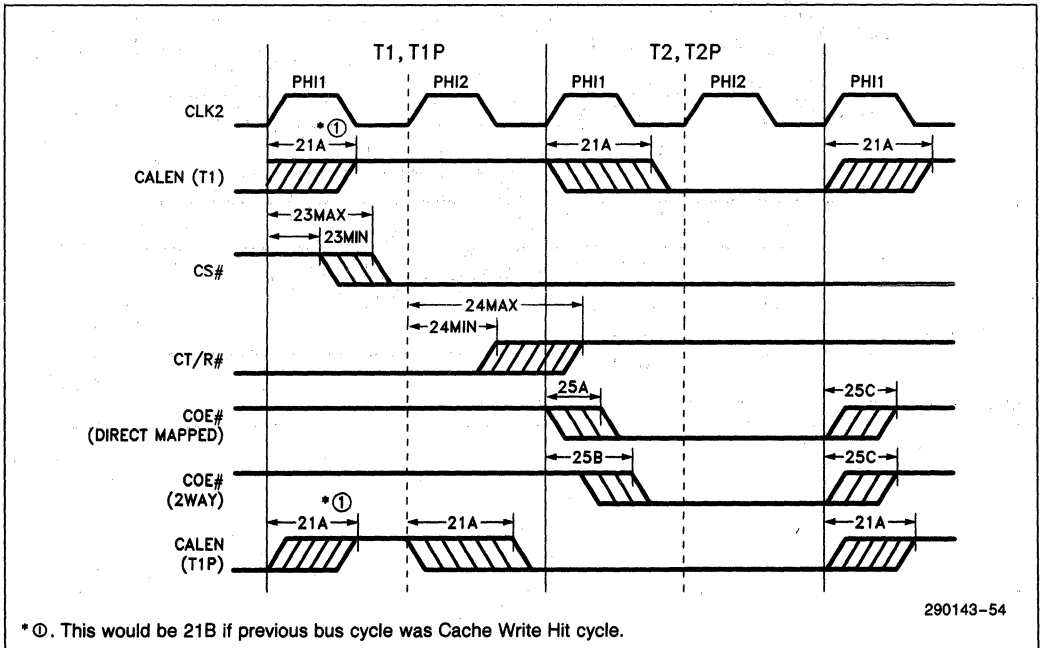 T1, T1P T2, T2P
PHI1 PHI2 PHI1 PHI2 PHI1
CLK2
*①
21A 21A 21A
CALEN (T1)
23MAX
23MIN
CS#
24MAX
24MIN
CT/R#
25A 25C
COE#
(DIRECT MAPPED)
25B 25C
COE#
(2WAY)
*①
21A 21A 21A
CALEN
(T1P)
290143-54
*①. This would be 21B if previous bus cycle was Cache Write Hit cycle.